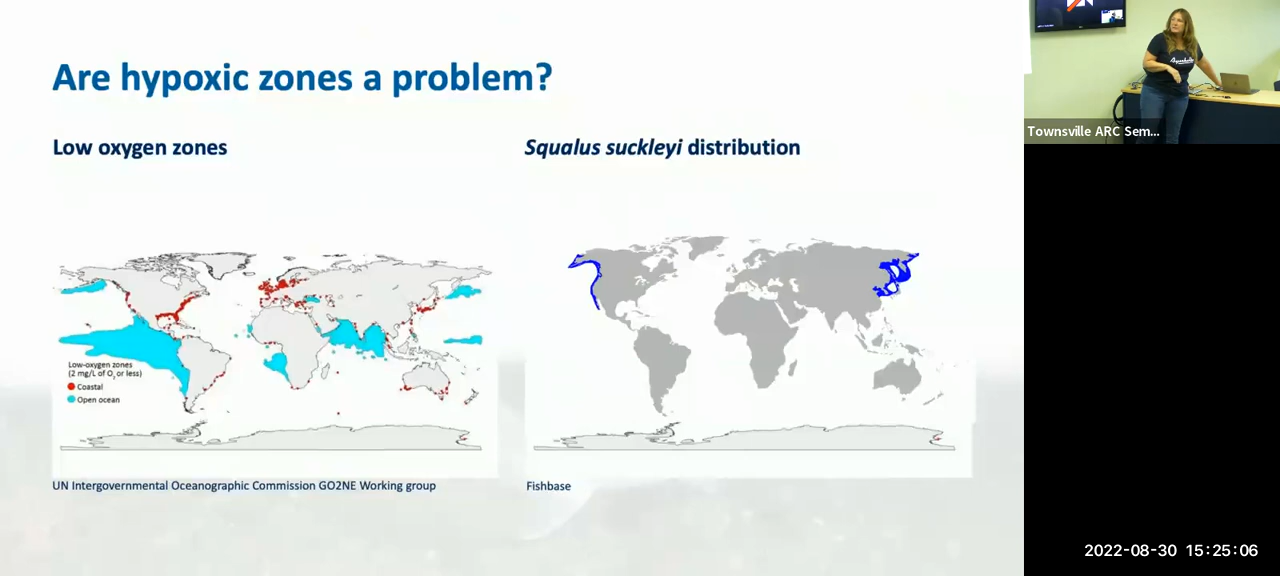 Are hypoxic zones a problem?
Low oxygen zones
Squalus suckleyi distribution
Low-oxygen zones
(2 mg/L of O2 or less)
Coastal
Open ocean
UN Intergovernmental Oceanographic Commission GO2NE Working group
Fishbase
Townsville ARC Sem...
2022-08-30 15:25:06